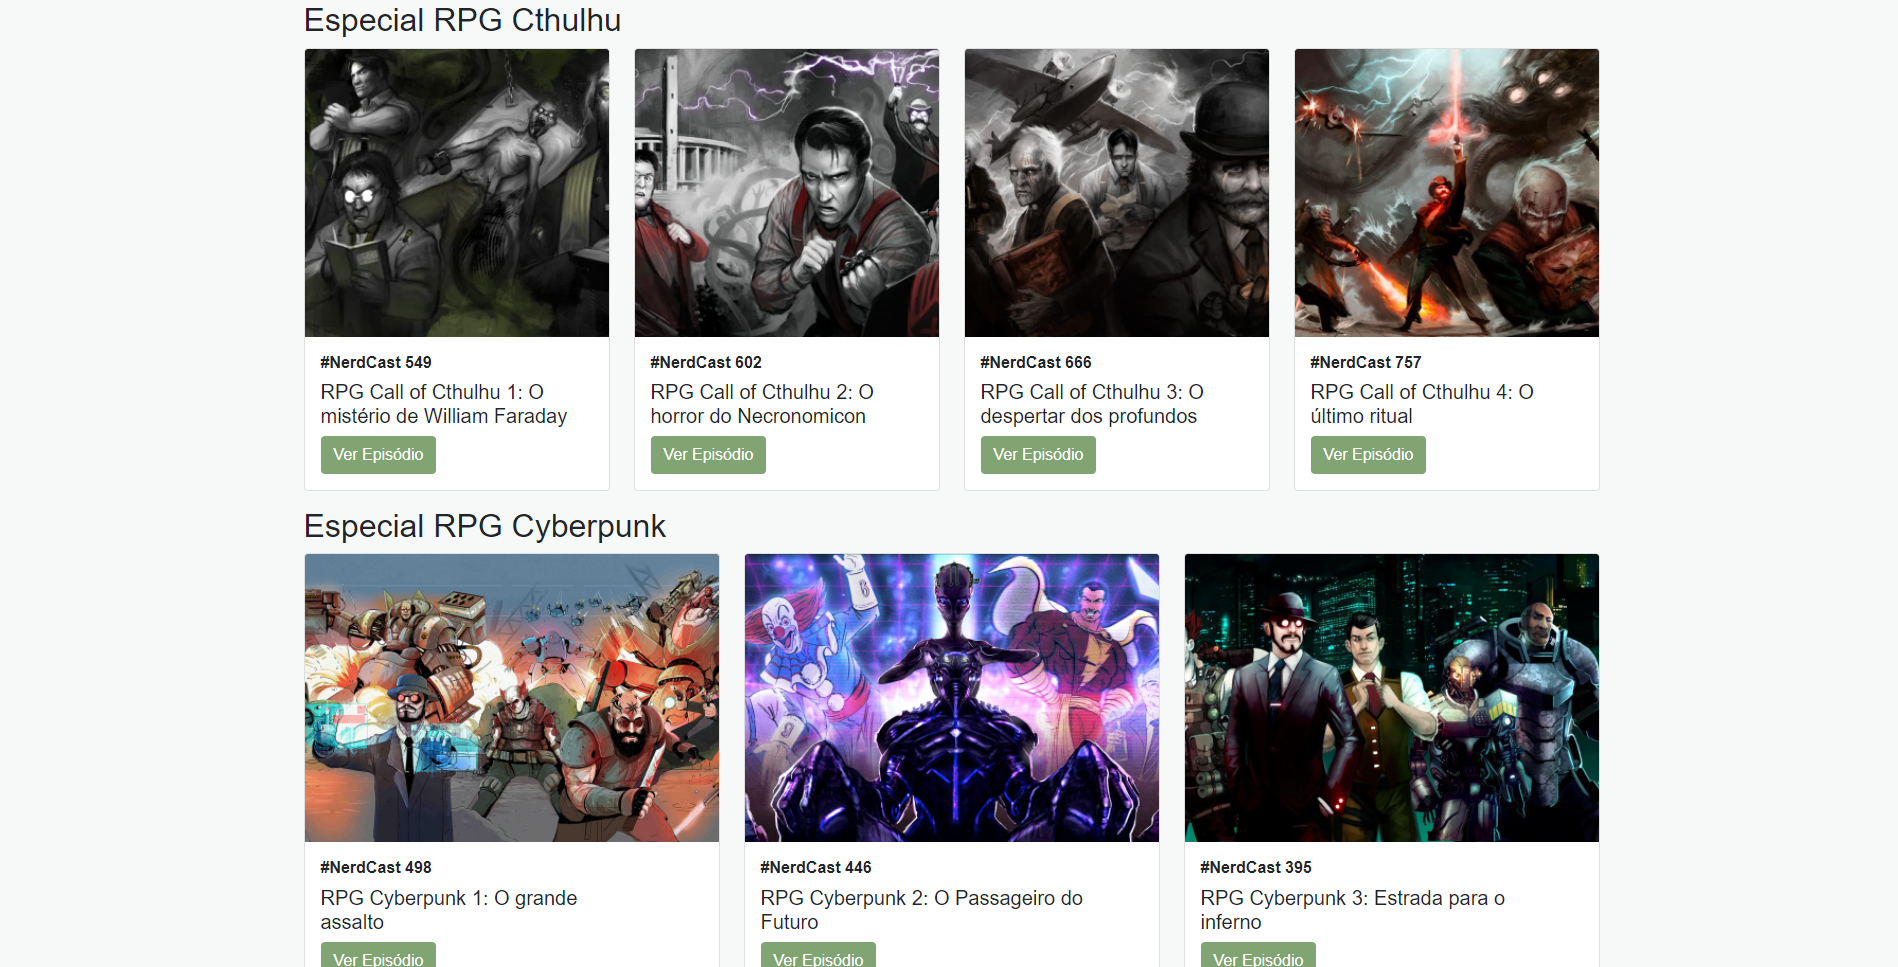 Especial RPG Cthulhu
#NerdCast 549
RPG Call of Cthulhu 1: O
mistério de William Faraday
Ver Episódio
#NerdCast 602
RPG Call of Cthulhu 2: O
horror do Necronomicon
Ver Episódio
#NerdCast 666
RPG Call of Cthulhu 3: O
despertar dos profundos
Ver Episódio
#NerdCast 757
RPG Call of Cthulhu 4: O
último ritual
Ver Episódio
Especial RPG Cyberpunk
#NerdCast 498
RPG Cyberpunk 1: O grande
assalto
Ver Episódio
#NerdCast 446
RPG Cyberpunk 2: O Passageiro do
Futuro
Ver Episódio
#NerdCast 395
RPG Cyberpunk 3: Estrada para o
inferno
Ver Episódio